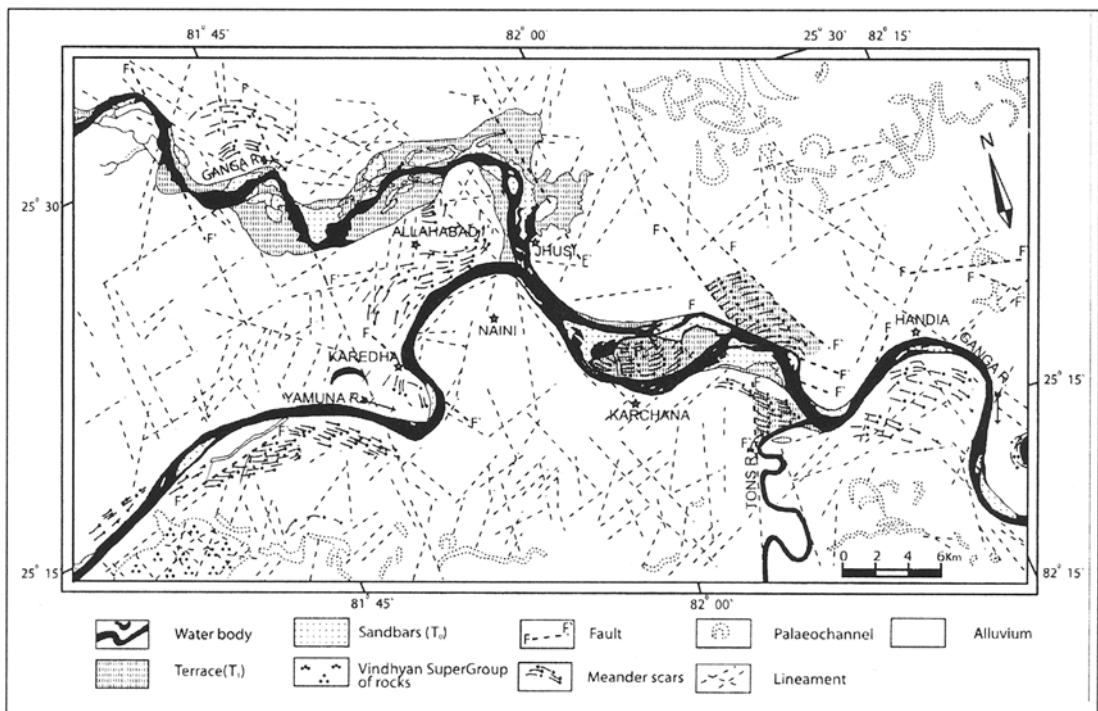 81° 45'
82° 00'
25° 30'
82° 15'
F
F
F
F
F
F
GANGA R.
N
25° 30
F'
ALLAHABAD
JHUSI
F'
F
F
F
F'
F
F'
NAINI
F
F
HANDIA
KAREDHA
F'
GANGA R.
YAMUNA R.
F'
25° 15
KARCHANA
F
F'
F'
TONS R.
F
0 2 4 6Km
25° 15
82° 15'
81° 45
82° 00
Water body
Sandbars (T₀)
F F'
Fault
Palaeochannel
Alluvium
Terrace(T₁)
Vindhyan SuperGroup
of rocks
Meander scars
Lineament